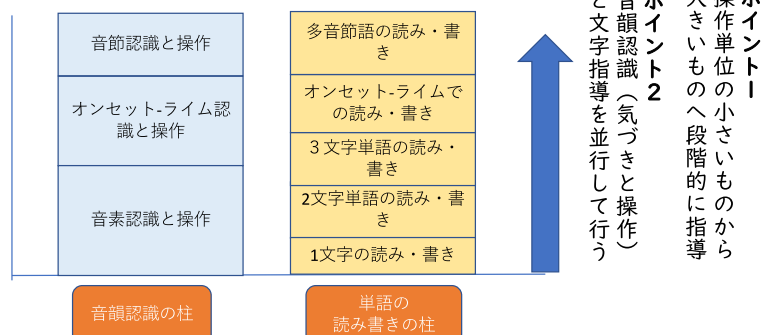 ポイント1
操作単位の小さいものから
大きいものへ段階的に指導
ポイント2
音韻認識（気づきと操作）
と文字指導を並行して行う
音節認識と操作
オンセット-ライム認
識と操作
音素認識と操作
音韻認識の柱
多音節語の読み・書
き
オンセット-ライムで
の読み・書き
３文字単語の読み・
書き
2文字単語の読み・書
き
1文字の読み・書き
単語の
読み書きの柱